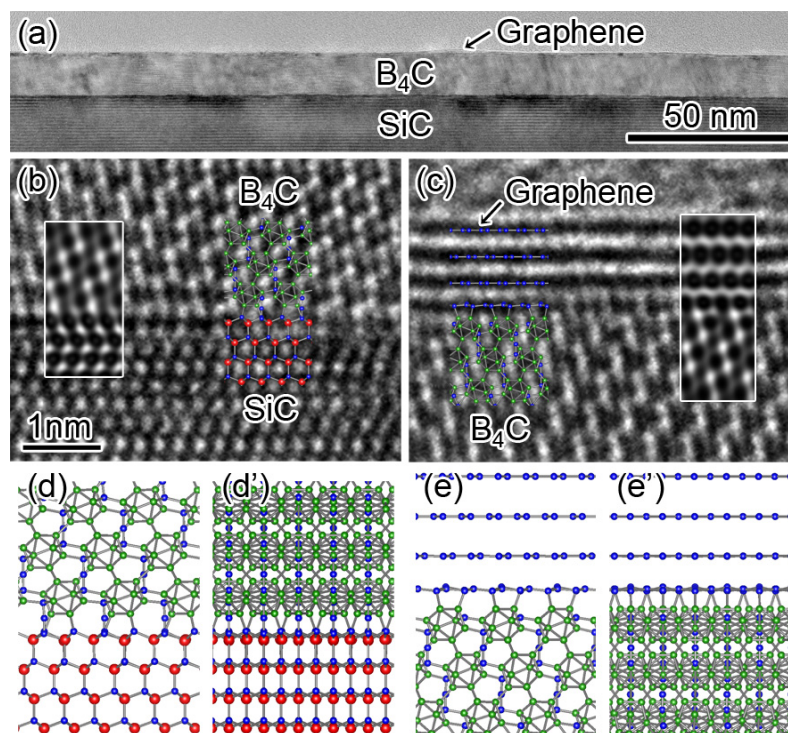 (a)
Graphene
B₄C
SiC
50 nm
(b)
B₄C
SiC
1nm
(c)
Graphene
B₄C
(d)
(d')
(e)
(e')